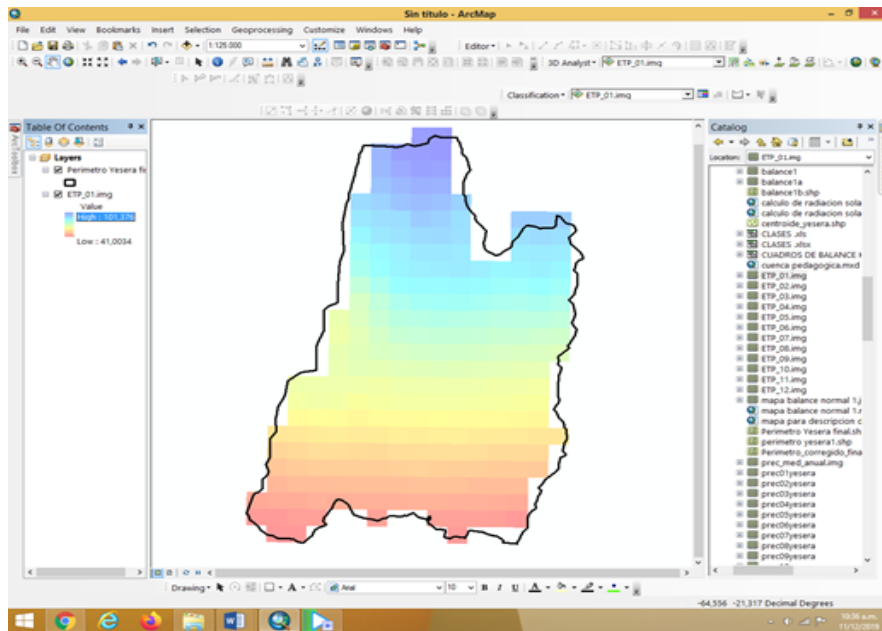 Sin título - ArcMap
File Edit View Bookmarks Insert Selection Geoprocessing Customize Windows Help
1:125.000
Editor
3D Analyst ETP_01.img
Classification ETP_01.img
Table Of Contents
ArcToolbox
Layers
Perimetro Yesera fi
ETP_01.img
Value
High : 101,376
Low : 41,0034
Catalog
Location: ETP_01.img
balance1
balance1a
balance1b.shp
calculo de radiacion sola
calculo de radiacion sola
centroide_yesera.shp
CLASES .xls
CLASES .xlsx
CUADROS DE BALANCE
cuenca pedagogica.mxd
ETP_01.img
ETP_02.img
ETP_03.img
ETP_04.img
ETP_05.img
ETP_06.img
ETP_07.img
ETP_08.img
ETP_09.img
ETP_10.img
ETP_11.img
ETP_12.img
mapa balance normal 1.
mapa balance normal 1.
mapa para descripcion
Perimetro Yesera final.sh
perimetro yesera1.shp
Perimetro_corregido_fina
prec_med_anual.img
prec01yesera
prec02yesera
prec03yesera
prec04yesera
prec05yesera
prec06yesera
prec07yesera
prec08yesera
prec09yesera
Drawing A Arial 10 B I U A
-64,556 -21,317 Decimal Degrees
10:36 a.m.
11/12/2019